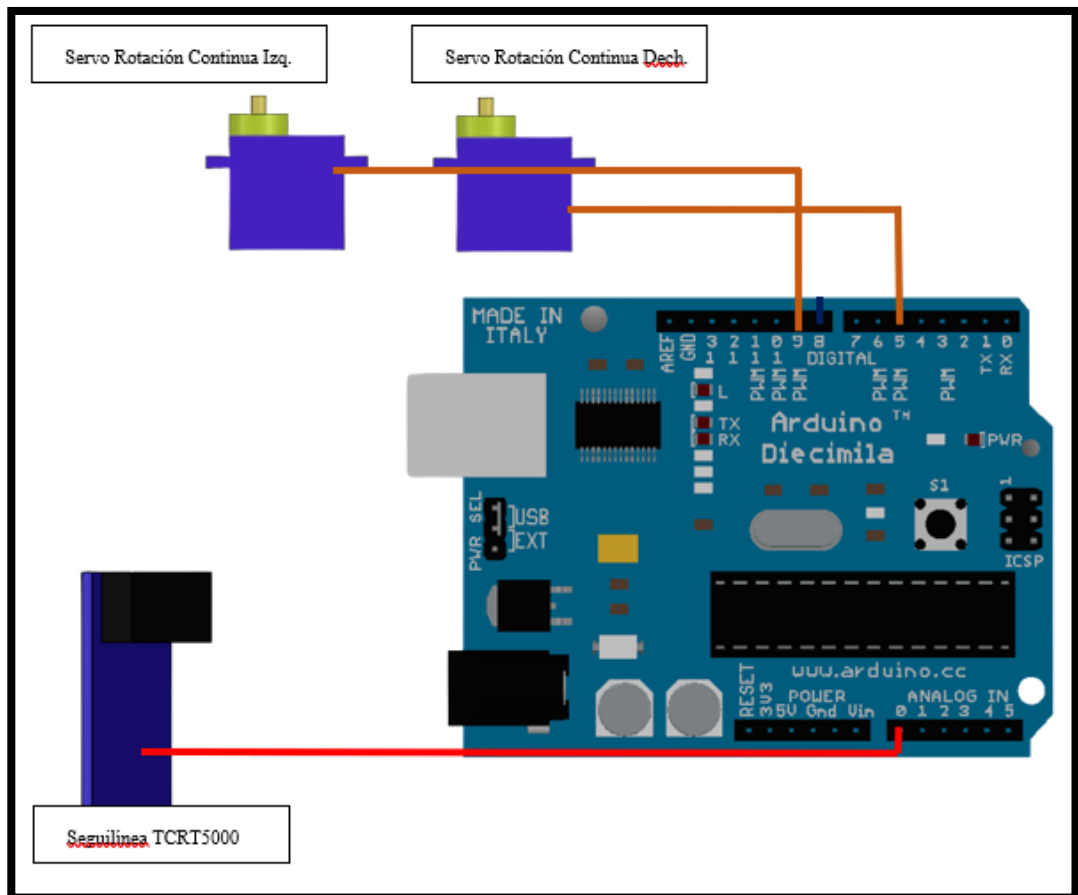 Servo Rotación Continua Izq.
Servo Rotación Continua Dech.
MADE IN
ITALY
AREF
GND
13
12
11
10
9
8
7
6
5
4
3
2
1
0
PWM
PWM
PWM
PWM
PWM
PWM
TX
RX
DIGITAL
L
TX
RX
Arduino™
Diecimila
PWR
S1
1
ICSP
PWR SEL
USB
EXT
www.arduino.cc
RESET
3V3
POWER
5V Gnd Vin
ANALOG IN
0 1 2 3 4 5
Seguilínea TCRT5000